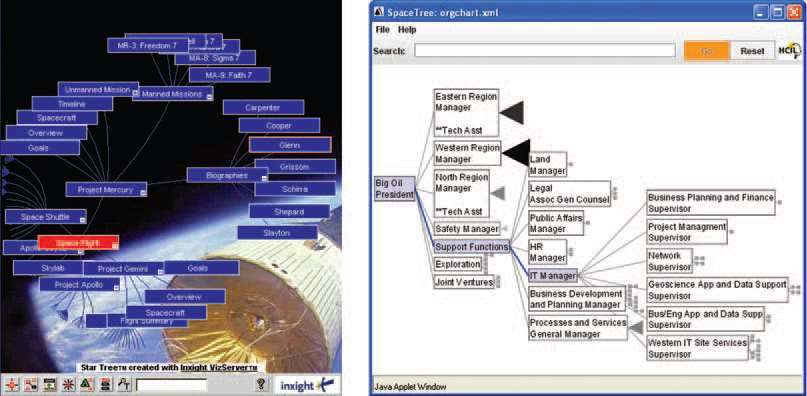 MR-3: Freedom 7
MA-8: Sigma 7
MA-9: Faith 7
Unmanned Mission
Manned Missions
Timeline
Spacecraft
Overview
Goals
Carpenter
Cooper
Glenn
Grissom
Schirra
Shepard
Slayton
Biographies
Project Mercury
Space Shuttle
Space Flight
Skylab
Project Gemini
Goals
Project Apollo
Overview
Spacecraft
Flight Summary
Star Tree™ created with Inxight VizServer™
?
inxight
SpaceTree: orgchart.xml
File Help
Search:
Go
Reset
HCIL
Eastern Region
Manager
**Tech Asst
Western Region
Manager
Big Oil
President
North Region
Manager
**Tech Asst
Safety Manager
Support Functions
Exploration
Joint Ventures
Land
Manager
Legal
Assoc Gen Counsel
Public Affairs
Manager
HR
Manager
IT Manager
Business Development
and Planning Manager
Processes and Services
General Manager
Business Planning and Finance
Supervisor
Project Managment
Supervisor
Network
Supervisor
Geoscience App and Data Support
Supervisor
Bus/Eng App and Data Supp
Supervisor
Western IT Site Services
Supervisor
Java Applet Window